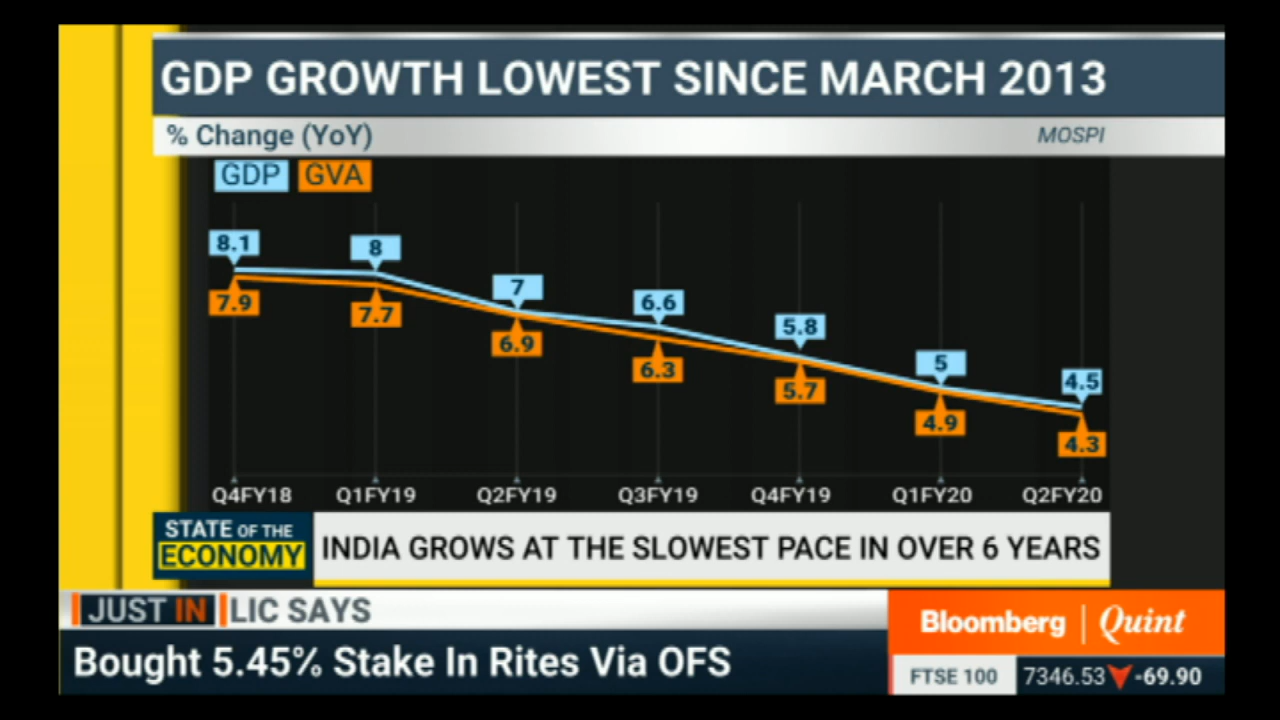 GDP GROWTH LOWEST SINCE MARCH 2013
% Change (YoY) MOSPI
GDP GVA
8.1 8 7 6.6 5.8 5 4.5
7.9 7.7 6.9 6.3 5.7 4.9 4.3
Q4FY18 Q1FY19 Q2FY19 Q3FY19 Q4FY19 Q1FY20 Q2FY20
STATE OF THE
ECONOMY
INDIA GROWS AT THE SLOWEST PACE IN OVER 6 YEARS
JUST IN LIC SAYS
Bought 5.45% Stake In Rites Via OFS
Bloomberg | Quint
FTSE 100 7346.53 -69.90